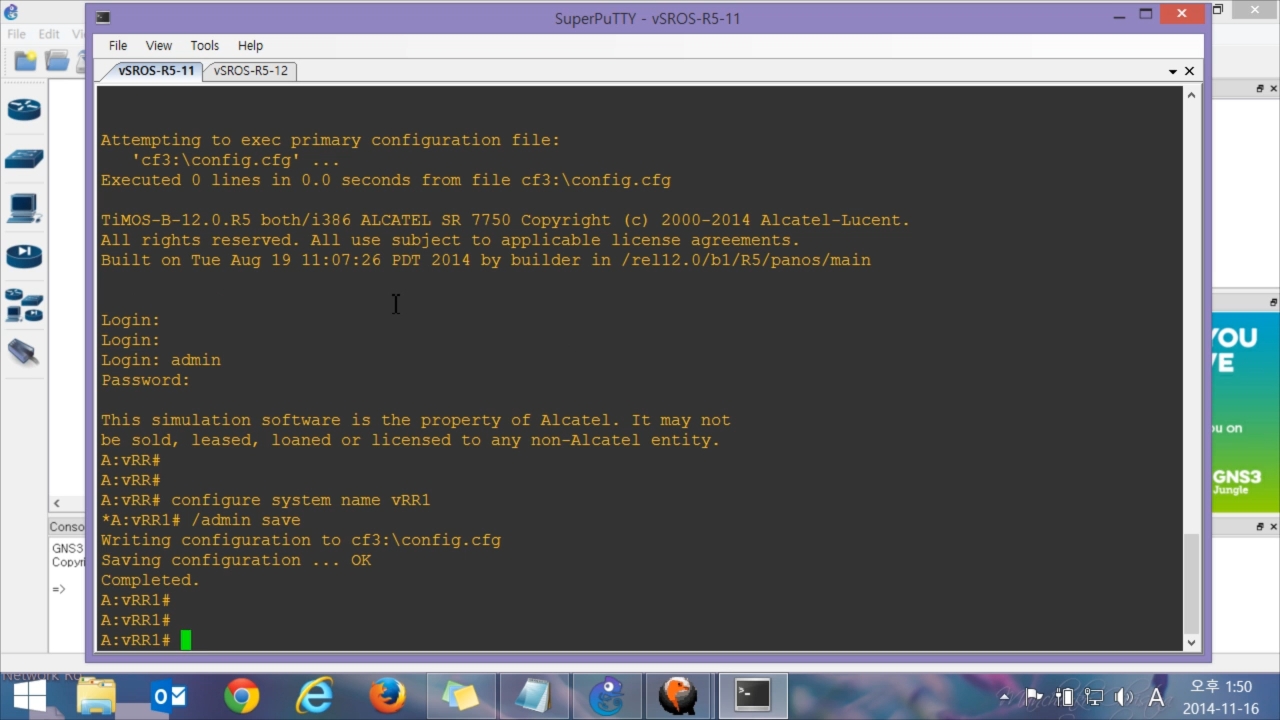 SuperPuTTY - vSROS-R5-11
File Edit Vi
File View Tools Help
vSROS-R5-11 vSROS-R5-12
Attempting to exec primary configuration file:
'cf3:\config.cfg' ...
Executed 0 lines in 0.0 seconds from file cf3:\config.cfg
TiMOS-B-12.0.R5 both/i386 ALCATEL SR 7750 Copyright (c) 2000-2014 Alcatel-Lucent.
All rights reserved. All use subject to applicable license agreements.
Built on Tue Aug 19 11:07:26 PDT 2014 by builder in /rel12.0/b1/R5/panos/main
Login:
Login:
Login: admin
Password:
This simulation software is the property of Alcatel. It may not
be sold, leased, loaned or licensed to any non-Alcatel entity.
A:vRR#
A:vRR#
A:vRR# configure system name vRR1
*A:vRR1# /admin save
Writing configuration to cf3:\config.cfg
Saving configuration ... OK
Completed.
A:vRR1#
A:vRR1#
A:vRR1#
Conso
GNS3
Copyri
=>
YOU
VE
ou on
GNS3
Jungle
A
오후 1:50
2014-11-16